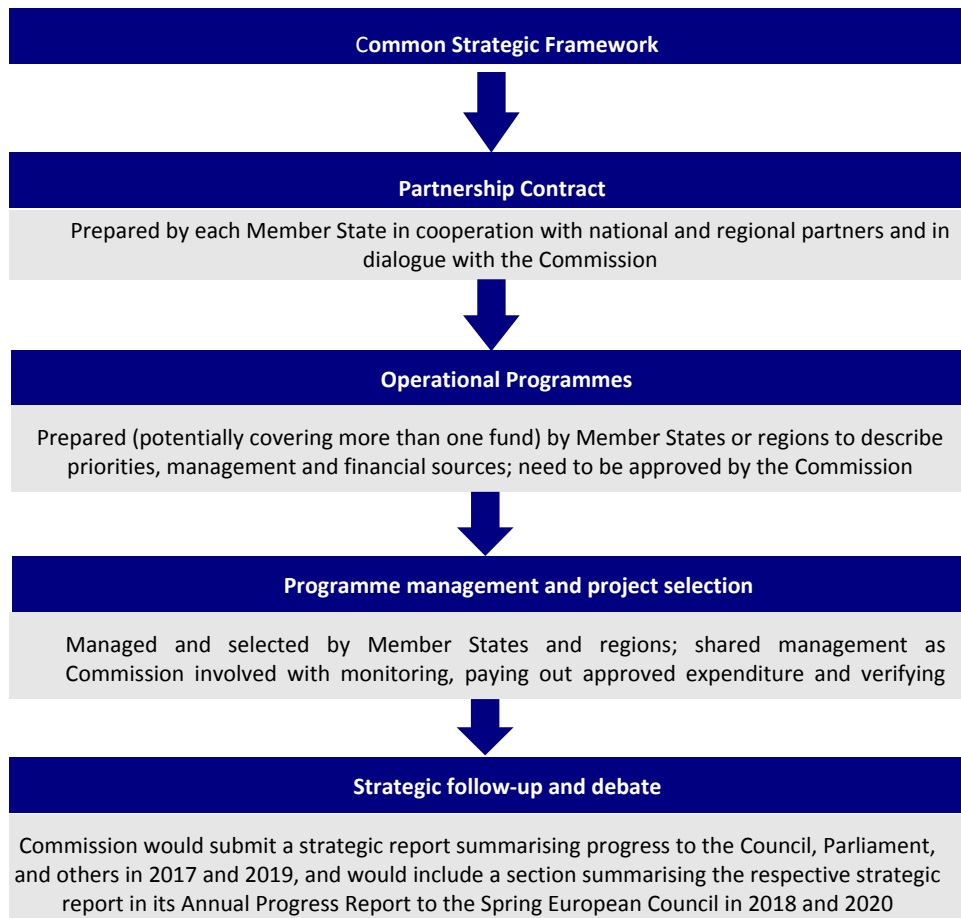 Common Strategic Framework
Partnership Contract
Prepared by each Member State in cooperation with national and regional partners and in
dialogue with the Commission
Operational Programmes
Prepared (potentially covering more than one fund) by Member States or regions to describe
priorities, management and financial sources; need to be approved by the Commission
Programme management and project selection
Managed and selected by Member States and regions; shared management as
Commission involved with monitoring, paying out approved expenditure and verifying
Strategic follow-up and debate
Commission would submit a strategic report summarising progress to the Council, Parliament,
and others in 2017 and 2019, and would include a section summarising the respective strategic
report in its Annual Progress Report to the Spring European Council in 2018 and 2020